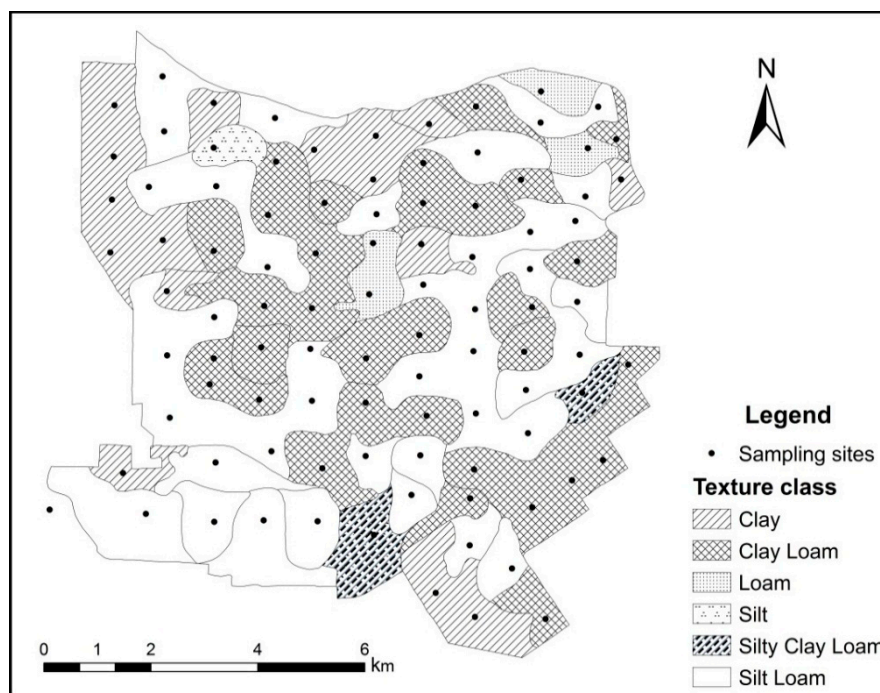 N
Legend
Sampling sites
Texture class
Clay
Clay Loam
Loam
Silt
Silty Clay Loam
Silt Loam
0 1 2 4 6
km